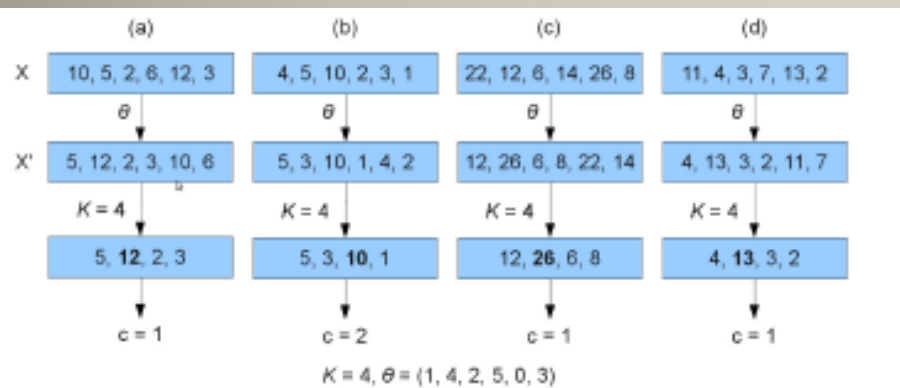 (a) (b) (c) (d)
X 10, 5, 2, 6, 12, 3 4, 5, 10, 2, 3, 1 22, 12, 6, 14, 26, 8 11, 4, 3, 7, 13, 2
θ θ θ θ
X' 5, 12, 2, 3, 10, 6 5, 3, 10, 1, 4, 2 12, 26, 6, 8, 22, 14 4, 13, 3, 2, 11, 7
K = 4 K = 4 K = 4 K = 4
5, 12, 2, 3 5, 3, 10, 1 12, 26, 6, 8 4, 13, 3, 2
c = 1 c = 2 c = 1 c = 1
K = 4, θ = (1, 4, 2, 5, 0, 3)